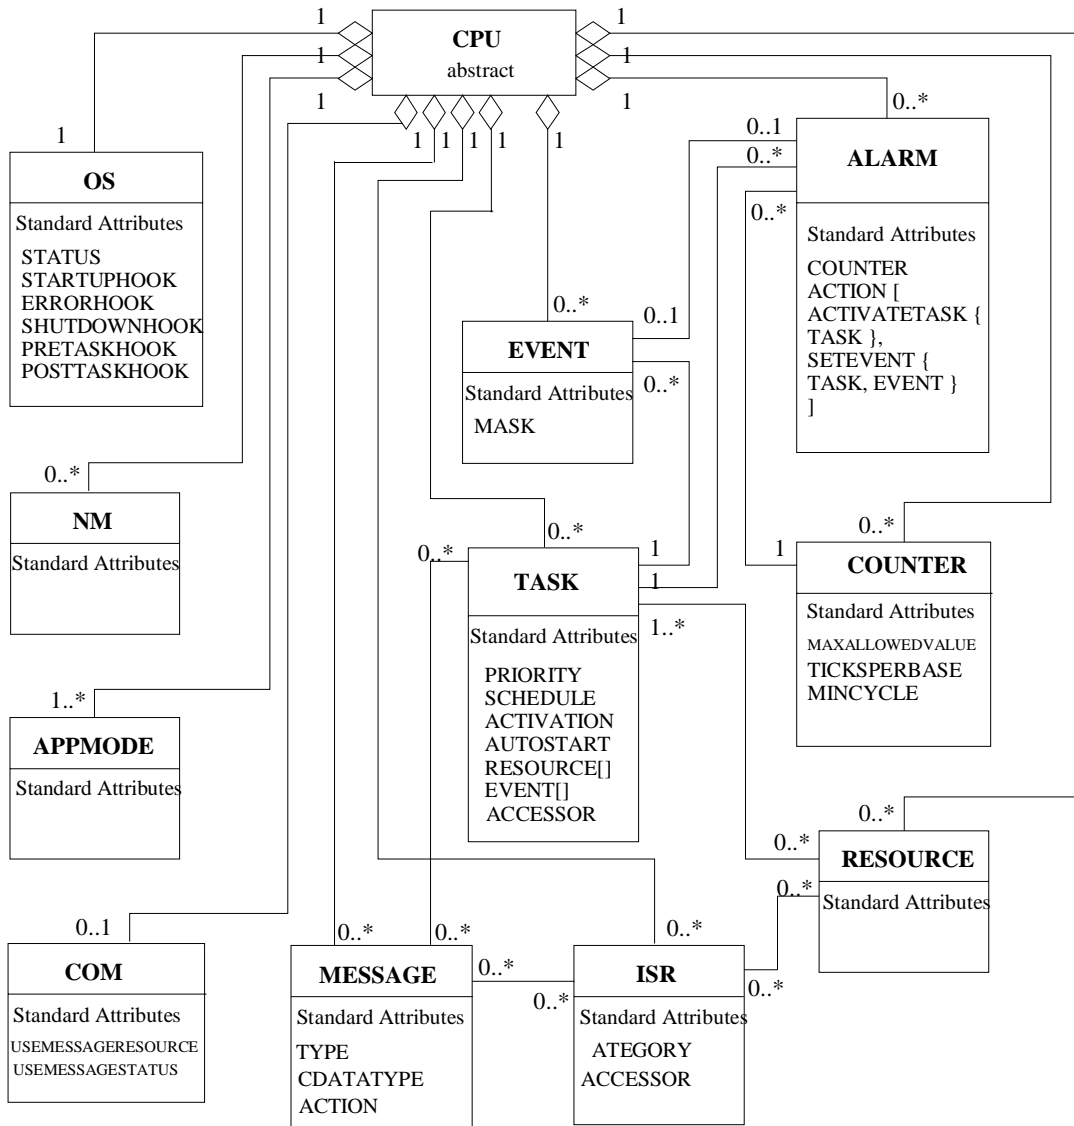 1
1
CPU
abstract
1
1
1
1
1
1
1
1
1
1
0..*
1
OS
Standard Attributes
STATUS
STARTUPHOOK
ERRORHOOK
SHUTDOWNHOOK
PRETASKHOOK
POSTTASKHOOK
0..1
0..*
ALARM
0..*
Standard Attributes
COUNTER
ACTION [
ACTIVATETASK {
TASK },
SETEVENT {
TASK, EVENT }
]
0..*
0..1
EVENT
0..*
Standard Attributes
MASK
0..*
NM
Standard Attributes
0..*
0..*
1
1
TASK
1..*
Standard Attributes
PRIORITY
SCHEDULE
ACTIVATION
AUTOSTART
RESOURCE[]
EVENT[]
ACCESSOR
0..*
1
COUNTER
Standard Attributes
MAXALLOWEDVALUE
TICKSPERBASE
MINCYCLE
1..*
APPMODE
Standard Attributes
0..*
0..*
RESOURCE
0..*
Standard Attributes
0..1
COM
Standard Attributes
USEMESSAGERESOURCE
USEMESSAGESTATUS
0..*
0..*
MESSAGE
0..*
Standard Attributes
TYPE
CDATATYPE
ACTION
0..*
0..*
ISR
0..*
Standard Attributes
ATEGORY
ACCESSOR